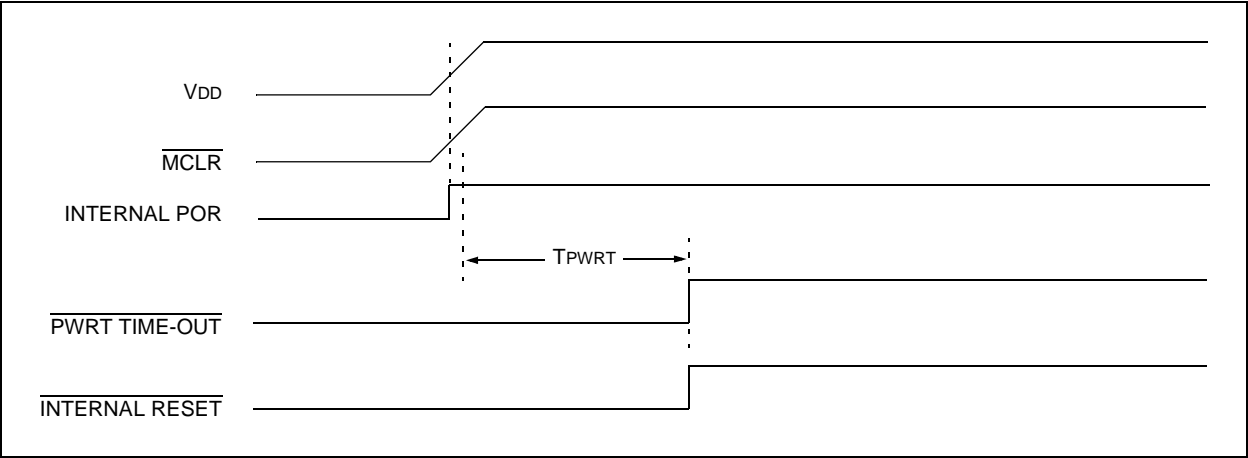 VDD
MCLR
INTERNAL POR
TPWRT
PWRT TIME-OUT
INTERNAL RESET